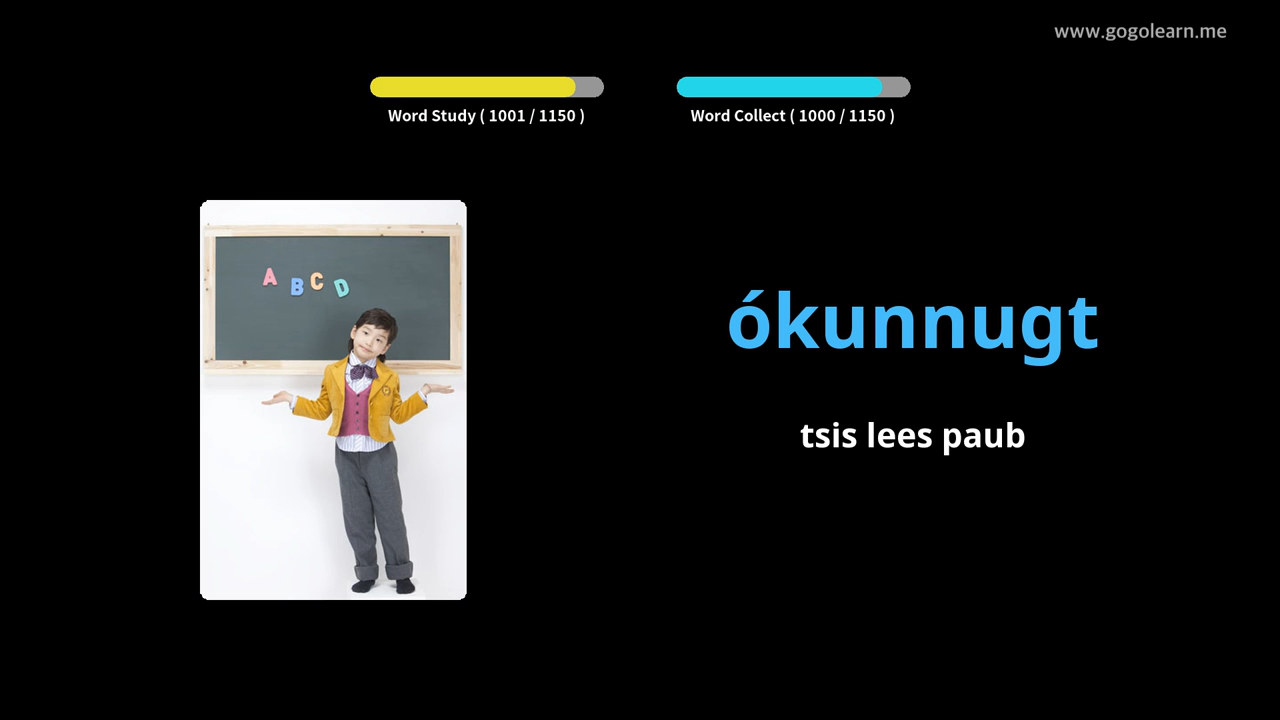 www.gogolearn.me
Word Study ( 1001 / 1150 )
Word Collect ( 1000 / 1150 )
A B C D
ókunnugt
tsis lees paub